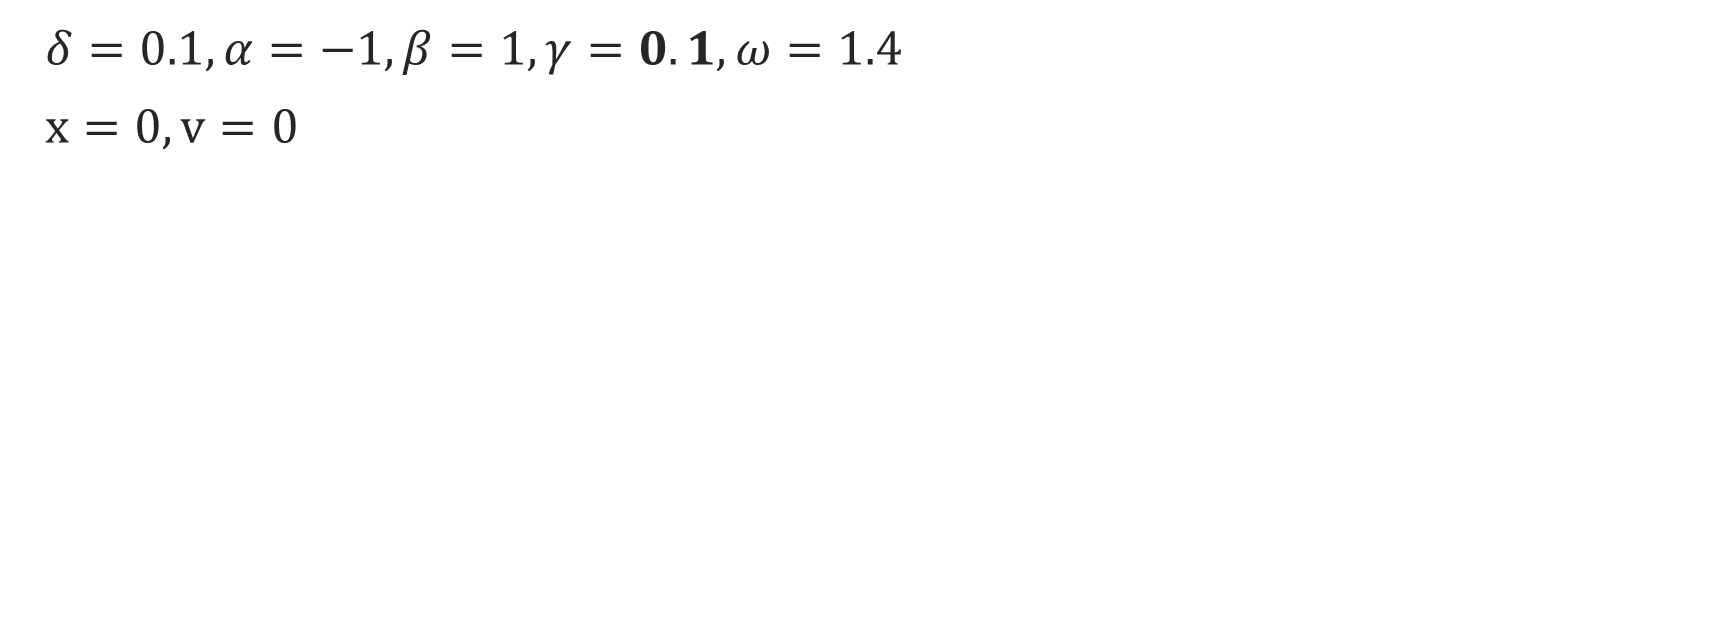 δ = 0.1, α = −1, β = 1, γ = 0.1, ω = 1.4
x = 0, v = 0